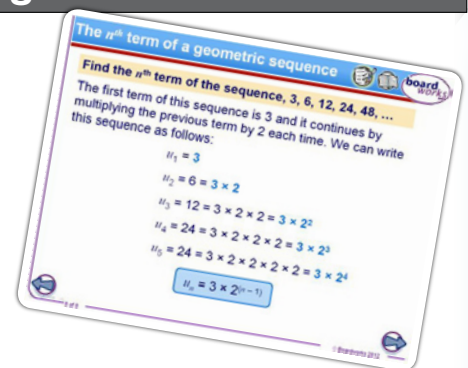 The nth term of a geometric sequence
board
works
Find the nth term of the sequence, 3, 6, 12, 24, 48, ...
The first term of this sequence is 3 and it continues by
multiplying the previous term by 2 each time. We can write
this sequence as follows:
u₁ = 3
u₂ = 6 = 3 × 2
u₃ = 12 = 3 × 2 × 2 = 3 × 2²
u₄ = 24 = 3 × 2 × 2 × 2 = 3 × 2³
u₅ = 24 = 3 × 2 × 2 × 2 × 2 = 3 × 2⁴
uₙ = 3 × 2⁽ⁿ⁻¹⁾
© Boardworks 2012